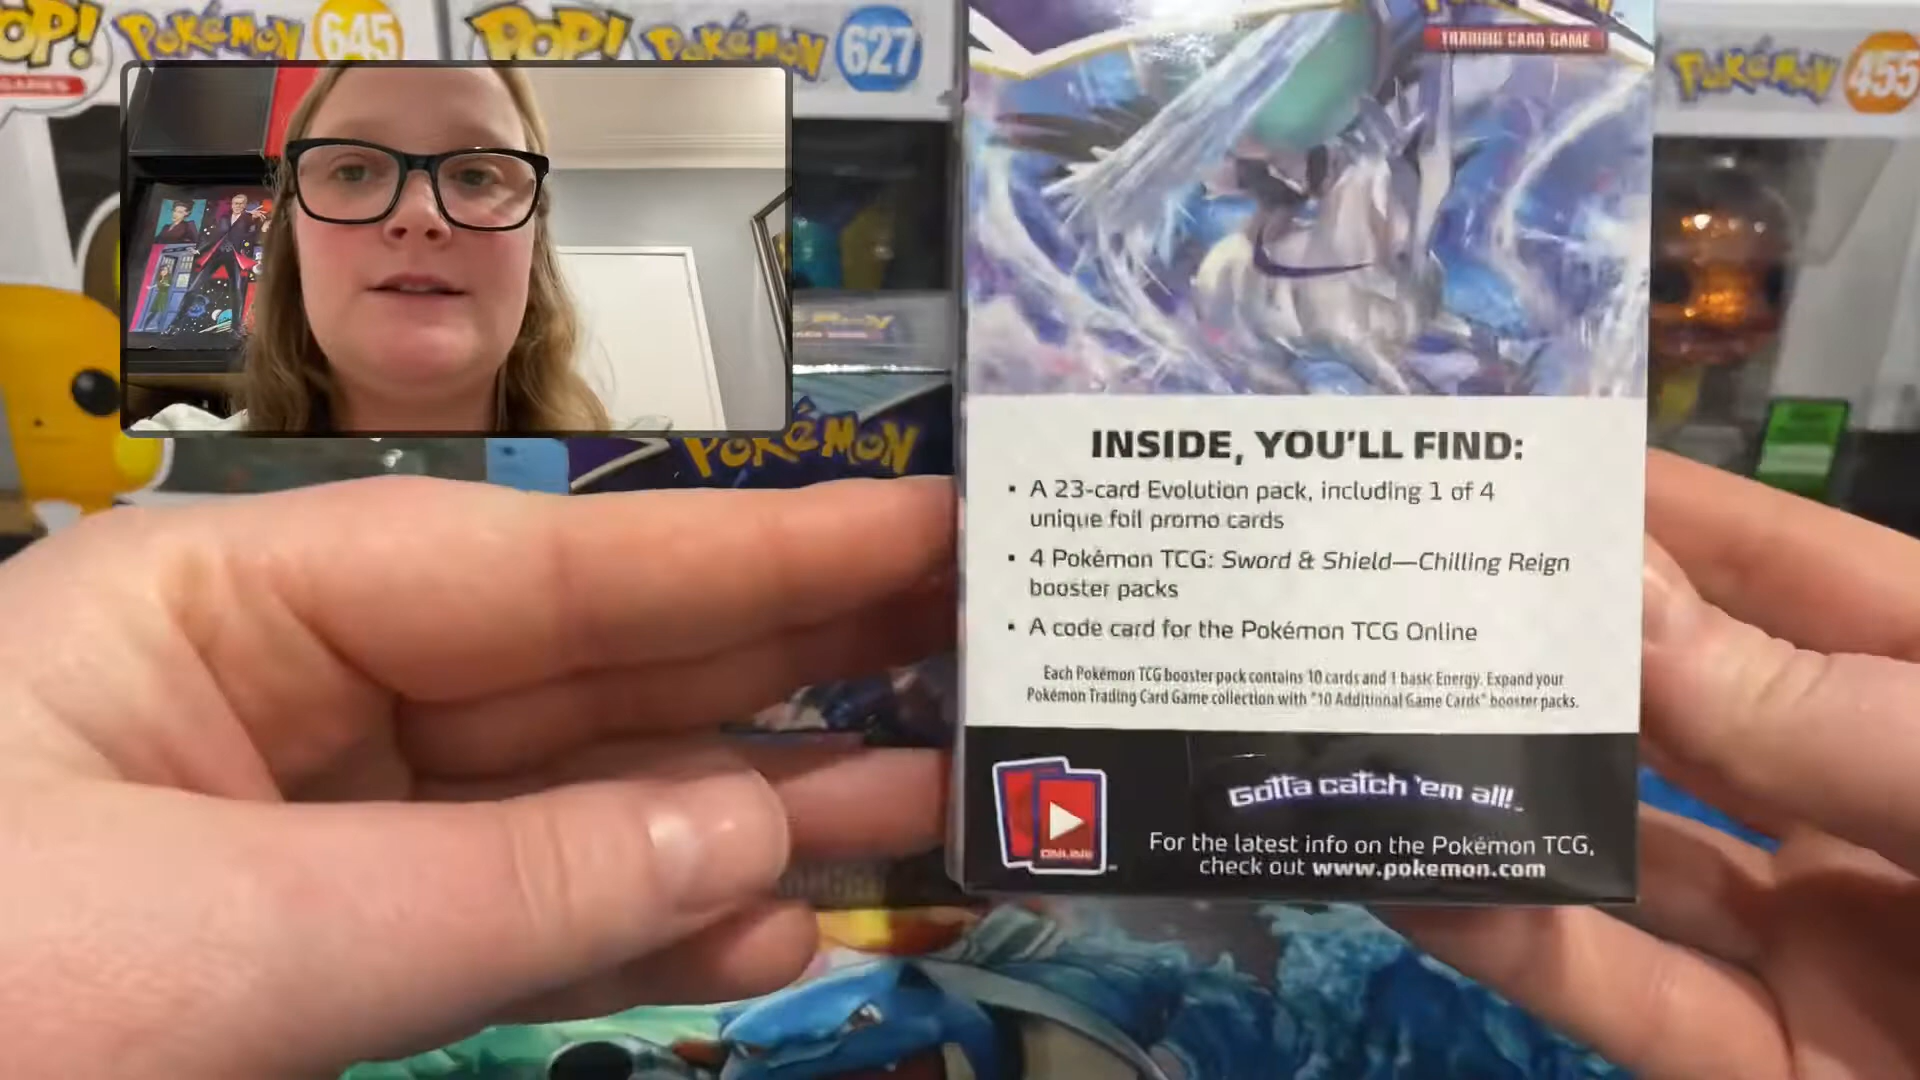 POP!
POKéMON
645
POP!
POKéMON
627
POKéMON
455
TRADING CARD GAME
POKéMON
INSIDE, YOU'LL FIND:
• A 23-card Evolution pack, including 1 of 4
unique foil promo cards
• 4 Pokémon TCG: Sword & Shield—Chilling Reign
booster packs
• A code card for the Pokémon TCG Online
Each Pokémon TCG booster pack contains 10 cards and 1 basic Energy. Expand your
Pokémon Trading Card Game collection with "10 Additional Game Cards" booster packs.
ONLINE
Gotta catch 'em all!™
For the latest info on the Pokémon TCG,
check out www.pokemon.com